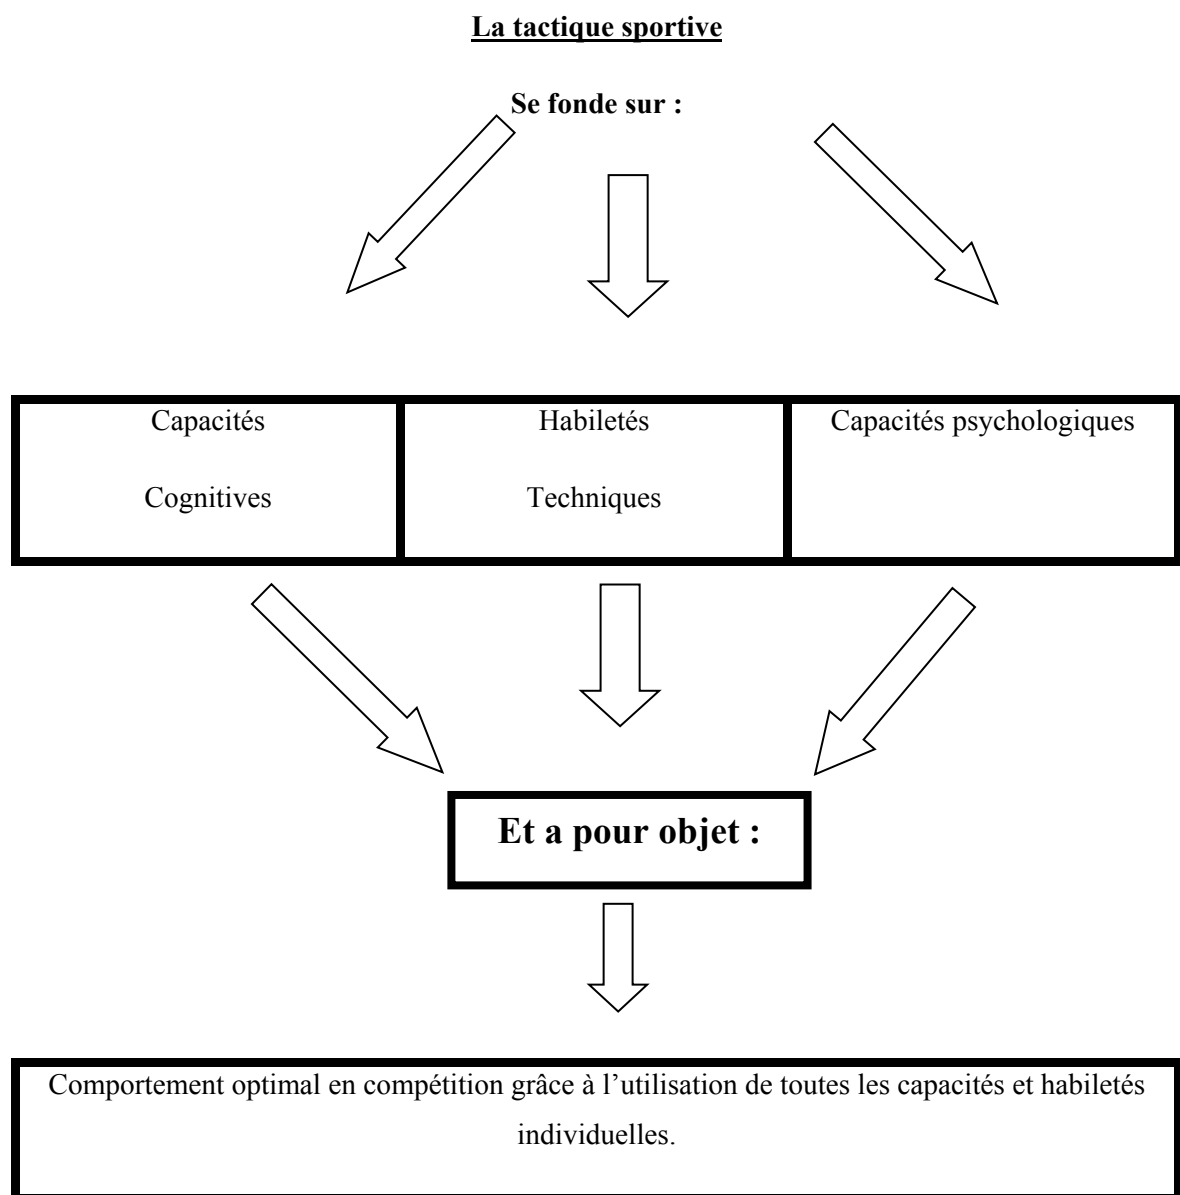 La tactique sportive
Se fonde sur :
Capacités
Cognitives
Habiletés
Techniques
Capacités psychologiques
Et a pour objet :
Comportement optimal en compétition grâce à l’utilisation de toutes les capacités et habiletés
individuelles.